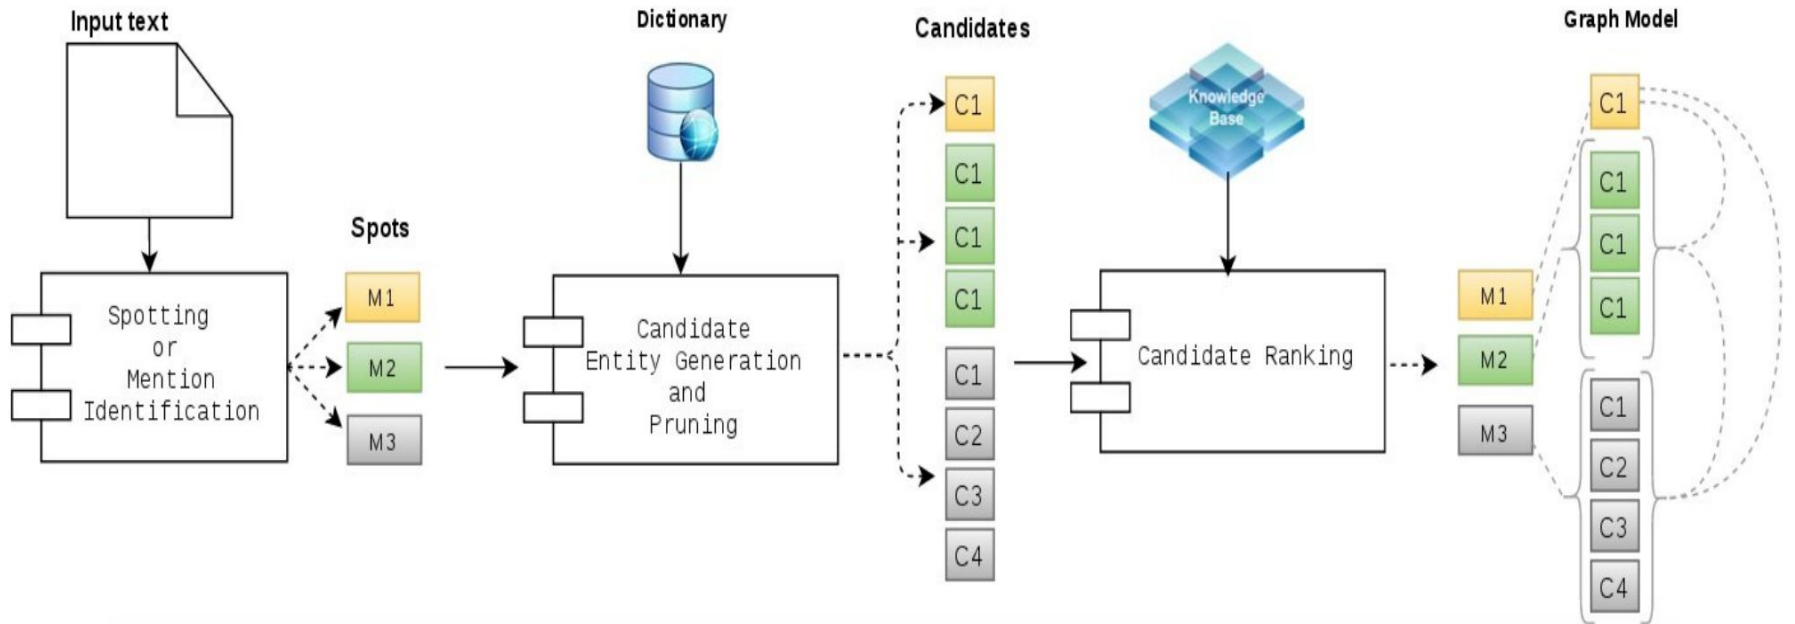 Input text
Spotting
or
Mention
Identification
Spots
M1
M2
M3
Dictionary
Candidate
Entity Generation
and
Pruning
Candidates
C1
C1
C1
C1
C1
C2
C3
C4
Knowledge
Base
Candidate Ranking
M1
M2
M3
Graph Model
C1
C1
C1
C1
C1
C2
C3
C4